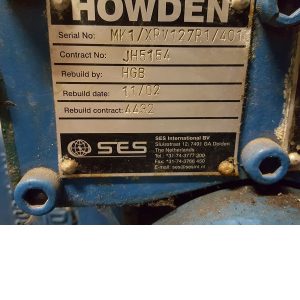 HOWDEN
Serial No: MK1/XRV127R1/401
Contract No: JH5154
Rebuild by: HGB
Rebuild date: 11/02
Rebuild contract: 4432
SES
SES International BV
The Netherlands